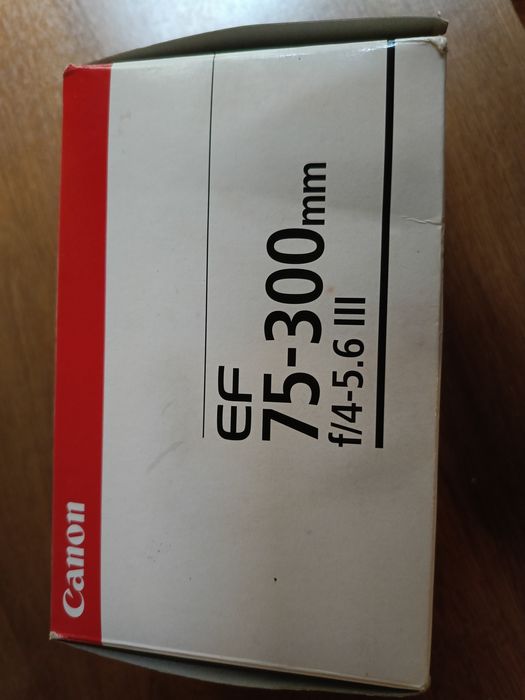 Canon
EF
75-300mm
f/4-5.6 III